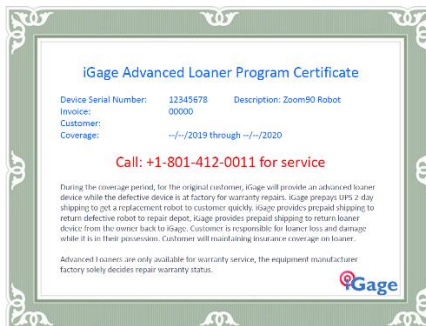 iGage Advanced Loaner Program Certificate
Device Serial Number: 12345678 Description: Zoom90 Robot
Invoice: 00000
Customer:
Coverage: --/--/2019 through --/--/2020
Call: +1-801-412-0011 for service
During the coverage period, for the original customer, iGage will provide an advanced loaner
device while the defective device is at factory for warranty repairs. iGage prepays UPS 2-day
shipping to get a replacement robot to customer quickly. iGage provides prepaid shipping to
return defective robot to repair depot, iGage provides prepaid shipping to return loaner
device from the owner back to iGage. Customer is responsible for loaner loss and damage
while it is in their possession. Customer will maintaining insurance coverage on loaner.
Advanced Loaners are only available for warranty service, the equipment manufacturer
factory solely decides repair warranty status.
iGage